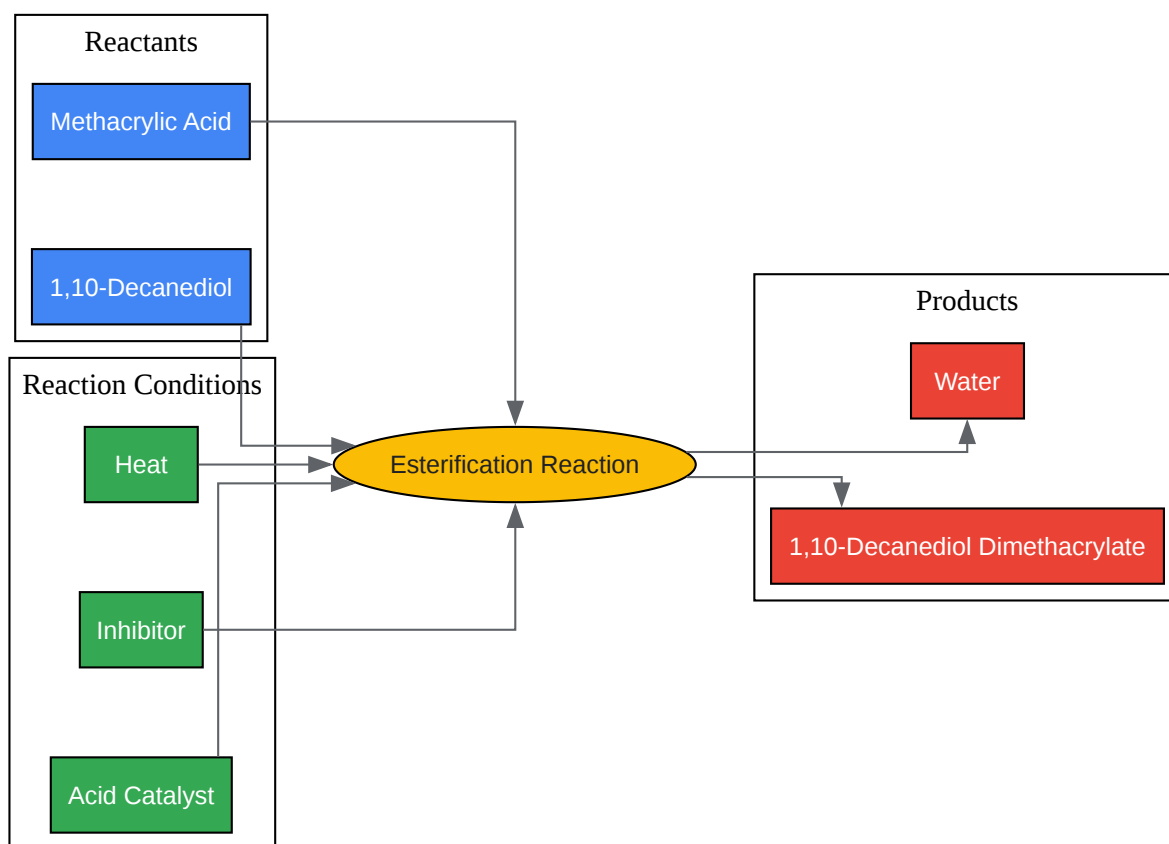 Reactants
Methacrylic Acid
1,10-Decanediol
Reaction Conditions
Heat
Inhibitor
Acid Catalyst
Esterification Reaction
Products
Water
1,10-Decanediol Dimethacrylate